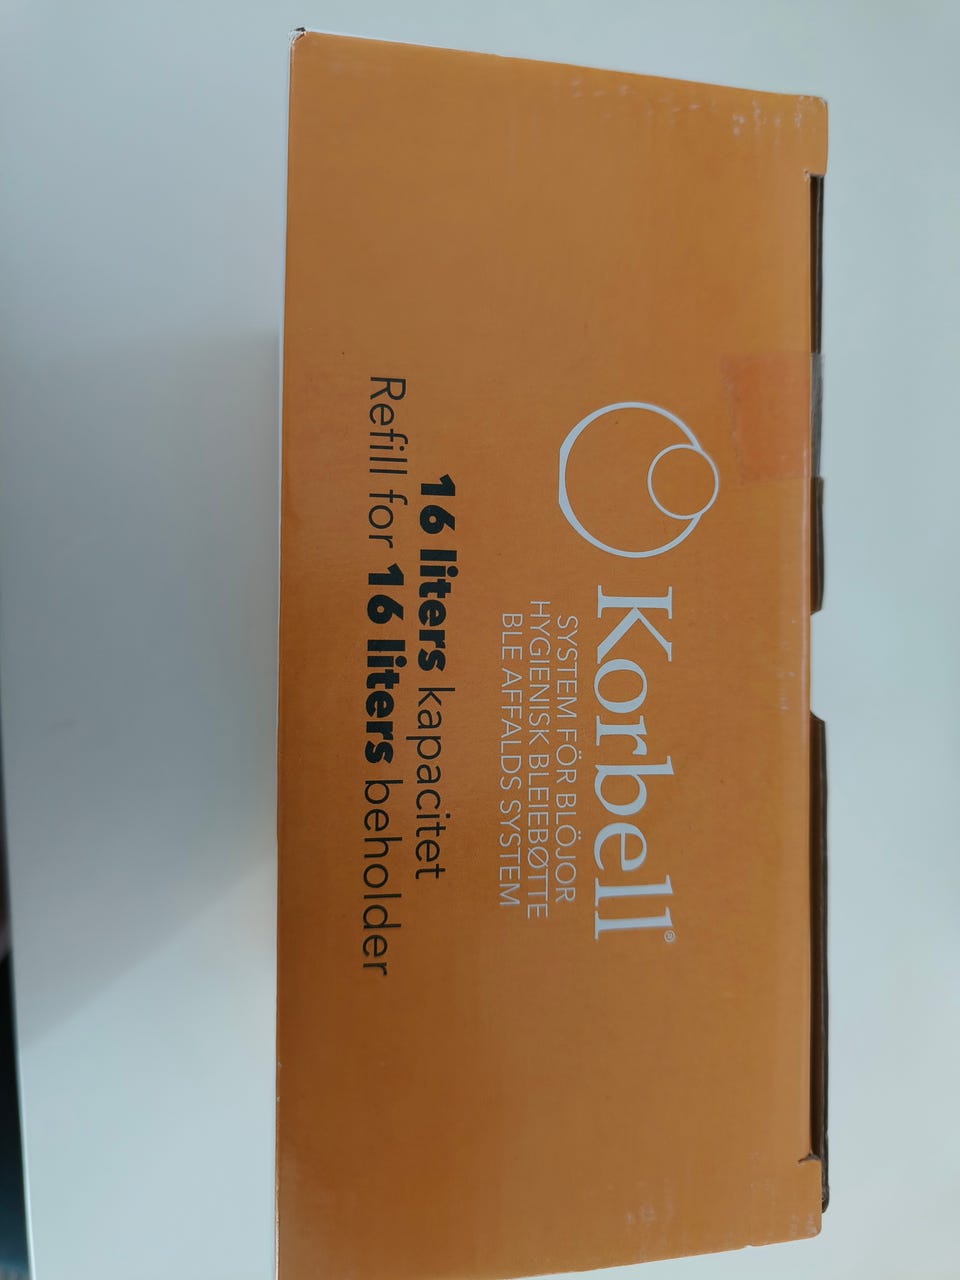 Korbell®
SYSTEM FÖR BLÖJOR
HYGIENISK BLEIEBØTTE
BLE AFFALDS SYSTEM
16 liters kapacitet
Refill for 16 liters beholder